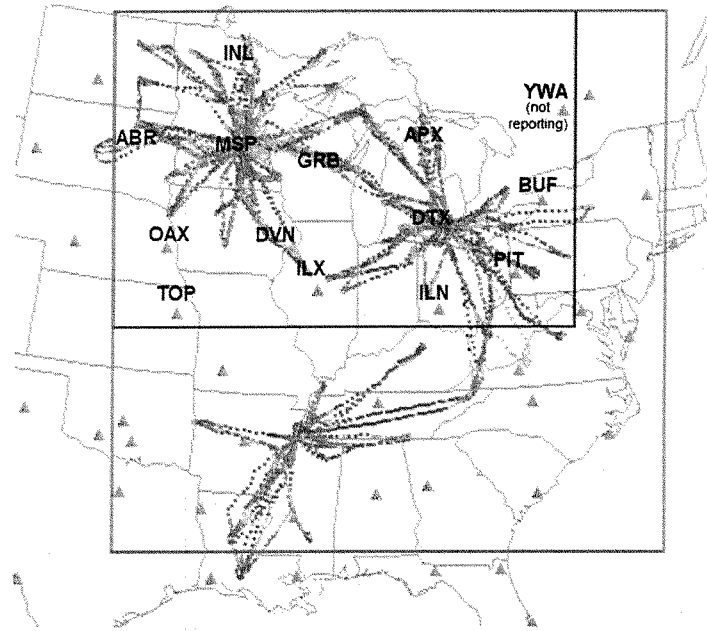 INL
YWA
(not
reporting)
ABR
MSP
APX
GRB
BUF
DTX
OAX
DVN
PIT
ILX
TOP
ILN